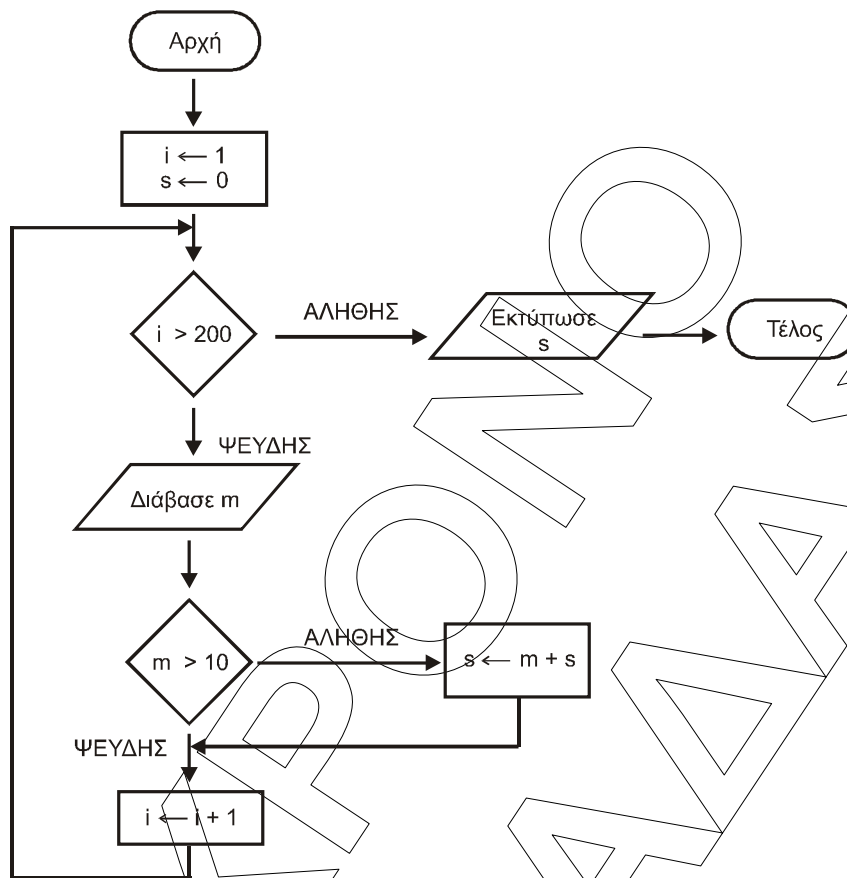 Αρχή
i ← 1
s ← 0
i > 200
ΑΛΗΘΗΣ
Εκτύπωσε
s
Τέλος
ΨΕΥΔΗΣ
Διάβασε m
m > 10
ΑΛΗΘΗΣ
s ← m + s
ΨΕΥΔΗΣ
i ← i + 1